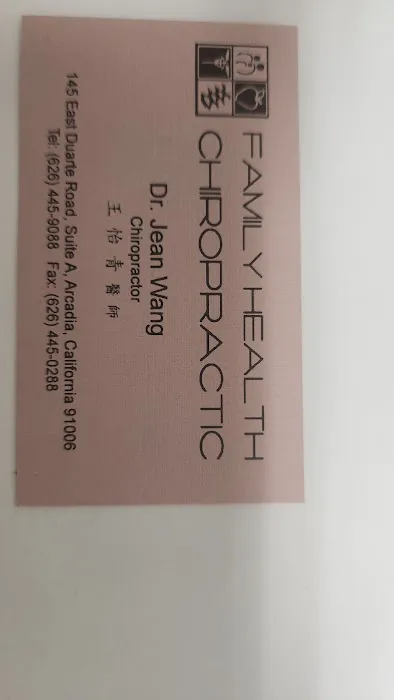 FAMILY HEALTH
CHIROPRACTIC
Dr. Jean Wang
Chiropractor
王怡青醫師
145 East Duarte Road, Suite A, Arcadia, California 91006
Tel: (626) 445-9088 Fax: (626) 445-0288